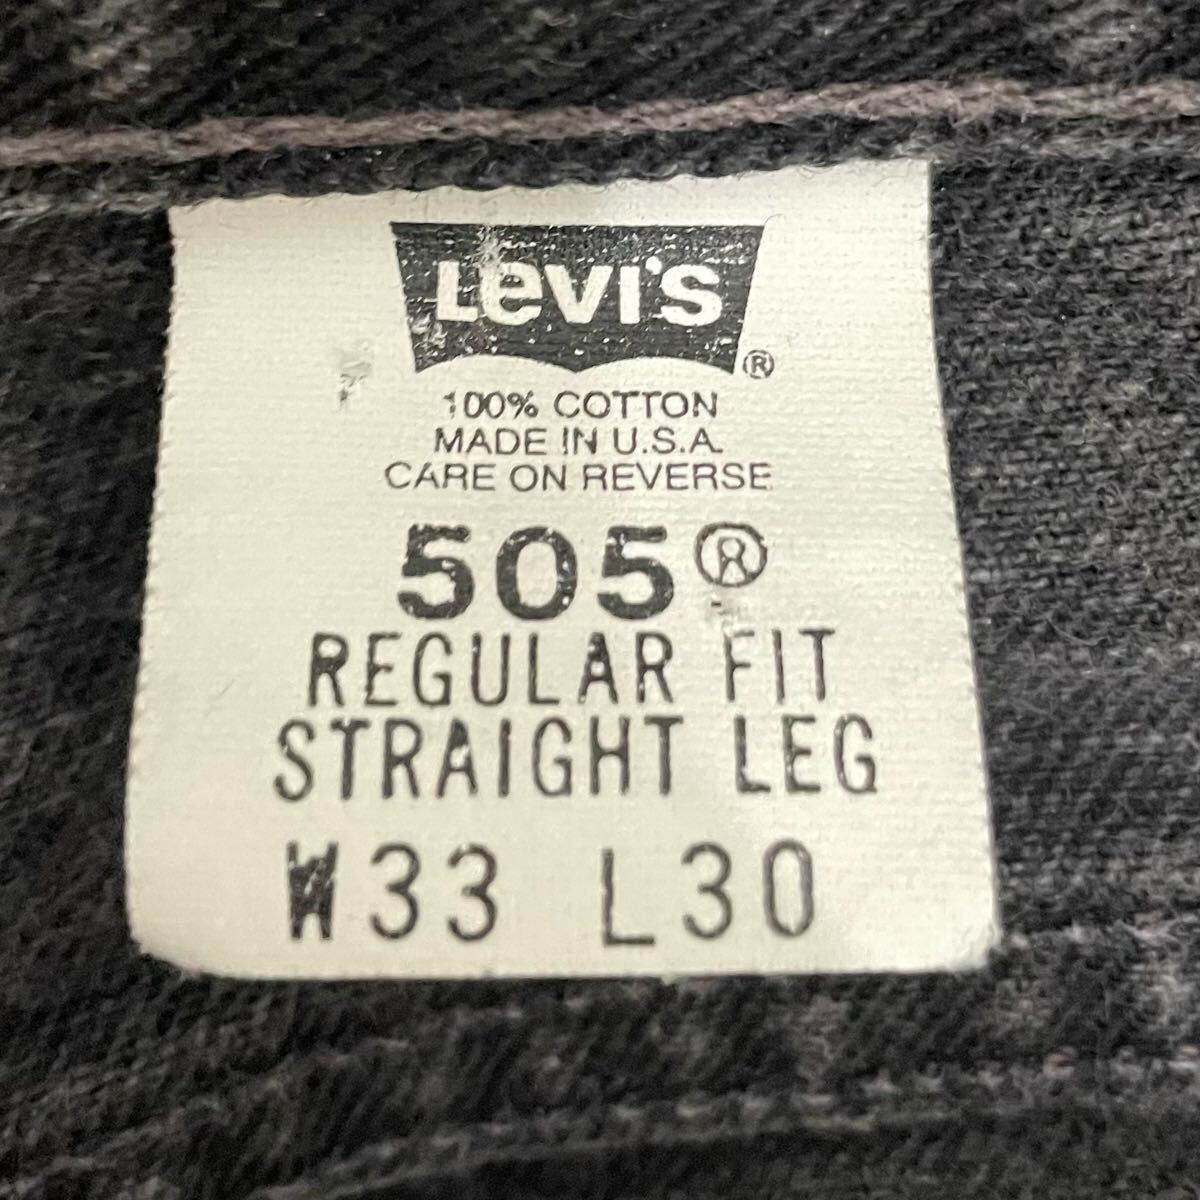 Levi's ®
100% COTTON
MADE IN U.S.A.
CARE ON REVERSE
505®
REGULAR FIT
STRAIGHT LEG
W33 L30